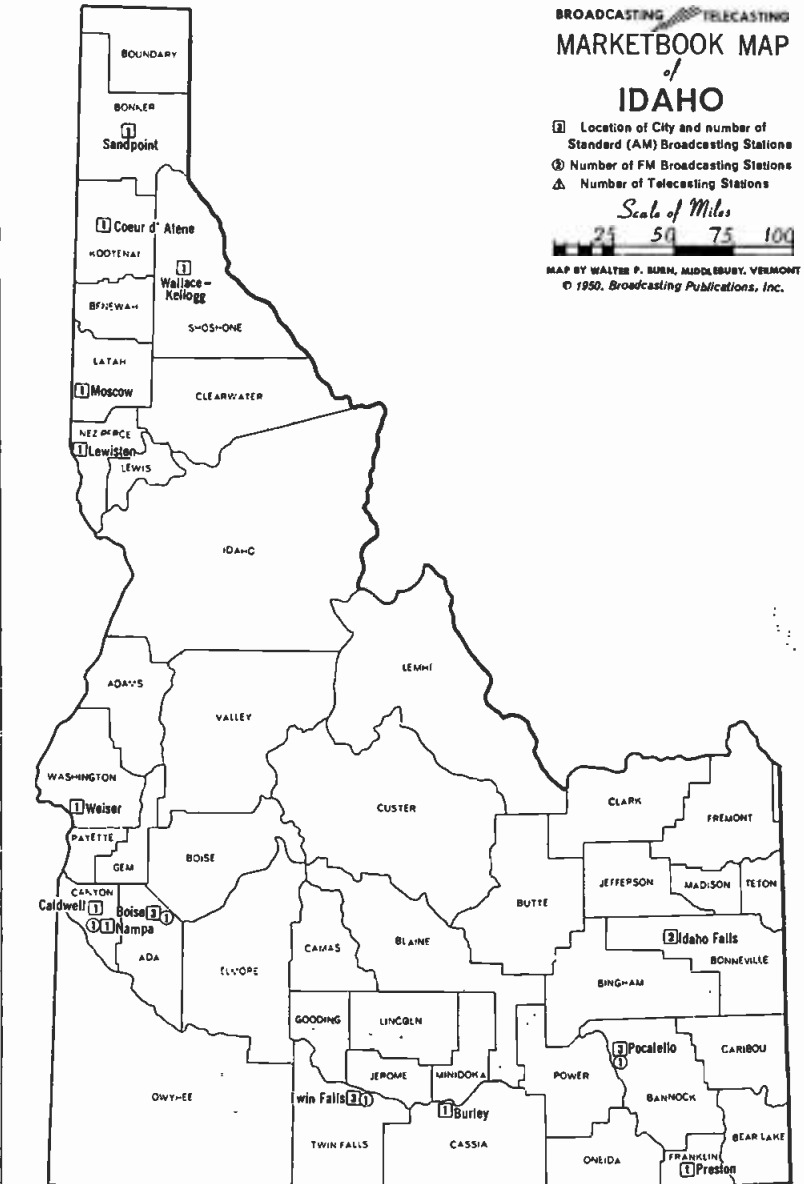 BROADCASTING TELECASTING
MARKETBOOK MAP
of
IDAHO
3 Location of City and number of
Standard (AM) Broadcasting Stations
2 Number of FM Broadcasting Stations
1 Number of Telecasting Stations
Scale of Miles
25 50 75 100
MAP BY WALTER P. BURN, MIDDLEBURY, VERMONT
© 1950, Broadcasting Publications, Inc.
BOUNDARY
BONNER
1
Sandpoint
1 Coeur d'Alene
KOOTENAI
1
Wallace-
Kellogg
BENEWAH
SHOSHONE
LATAH
1 Moscow
CLEARWATER
NEZ PERCE
1 Lewiston
LEWIS
IDAHO
LEMHI
ADAMS
VALLEY
WASHINGTON
1 Weiser
CUSTER
CLARK
FREMONT
PAYETTE
GEM
BOISE
BUTTE
JEFFERSON
MADISON
TETON
CANYON
Caldwell 1
Boise 3 1
1 1 Nampa
ADA
ELMORE
CAMAS
BLAINE
2 Idaho Falls
BONNEVILLE
BINGHAM
GOODING
LINCOLN
3 Pocatello
1
CARIBOU
JEROME
MINIDOKA
POWER
BANNOCK
OWYHEE
Twin Falls 3 1
1 Burley
TWIN FALLS
CASSIA
ONEIDA
FRANKLIN
1 Preston
BEAR LAKE